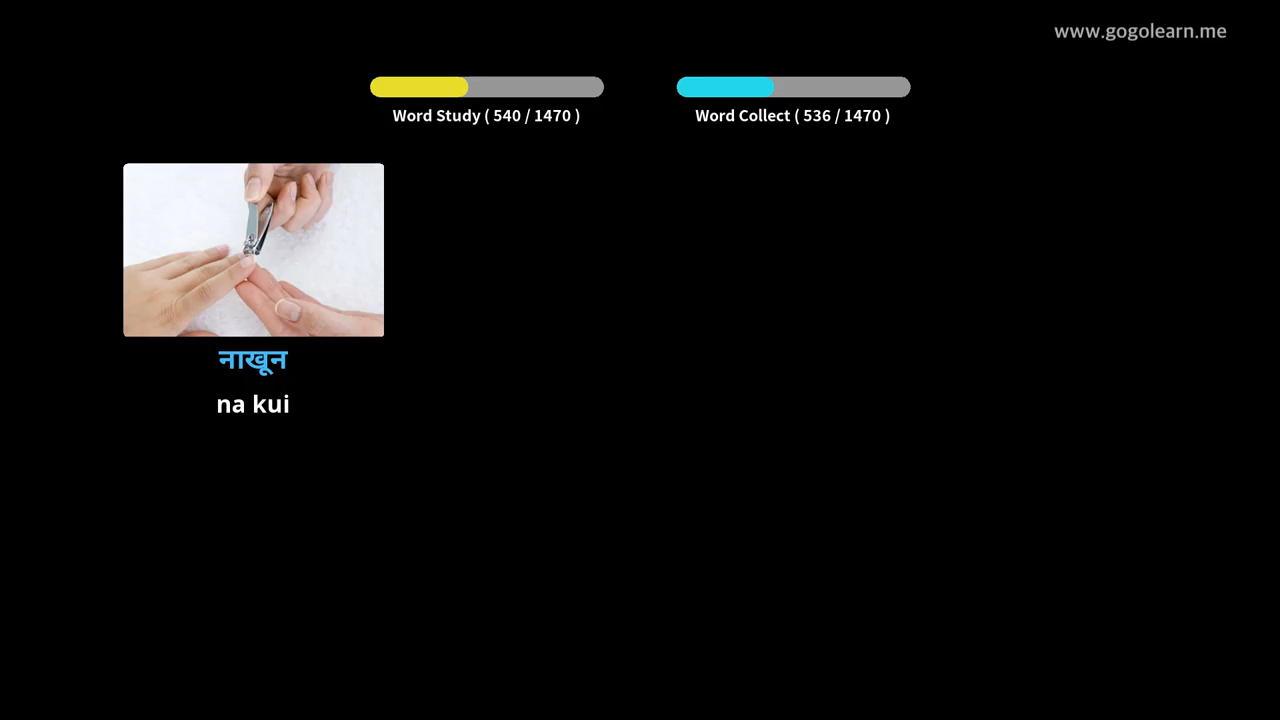 www.gogolearn.me
Word Study ( 540 / 1470 )
Word Collect ( 536 / 1470 )
नाखून
na kui